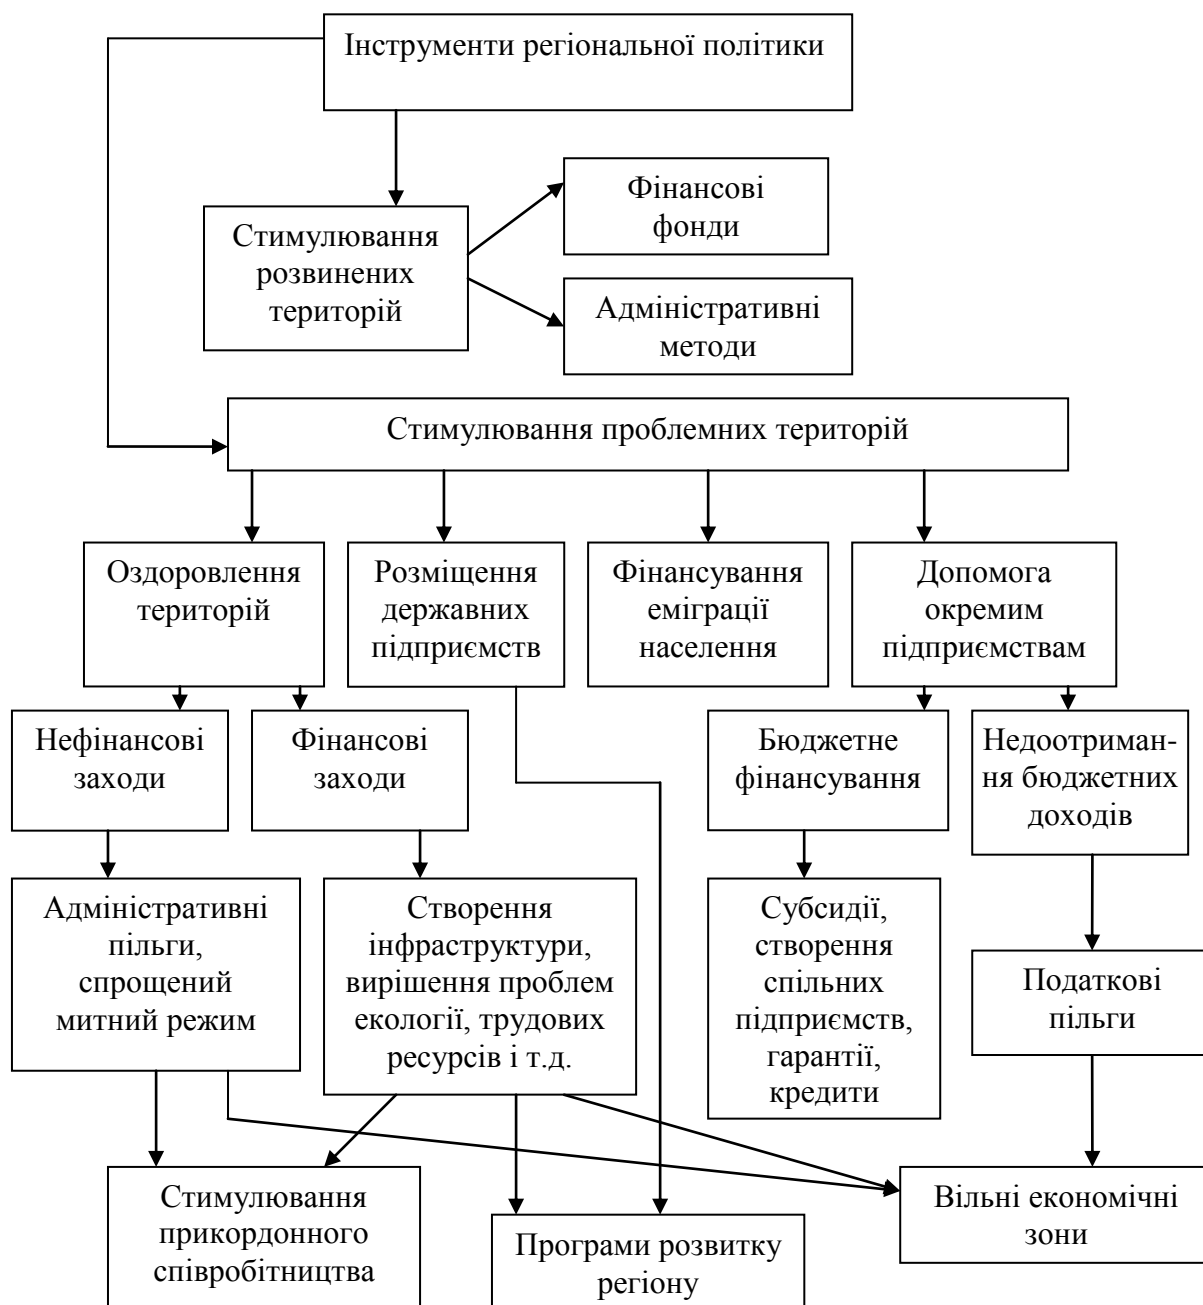 Інструменти регіональної політики
Фінансові
фонди
Стимулювання
розвинених
територій
Адміністративні
методи
Стимулювання проблемних територій
Оздоровлення
територій
Розміщення
державних
підприємств
Фінансування
еміграції
населення
Допомога
окремим
підприємствам
Нефінансові
заходи
Фінансові
заходи
Бюджетне
фінансування
Недоотриман-
ня бюджетних
доходів
Адміністративні
пільги,
спрощений
митний режим
Створення
інфраструктури,
вирішення проблем
екології, трудових
ресурсів і т.д.
Субсидії,
створення
спільних
підприємств,
гарантії,
кредити
Податкові
пільги
Стимулювання
прикордонного
співробітництва
Програми розвитку
регіону
Вільні економічні
зони